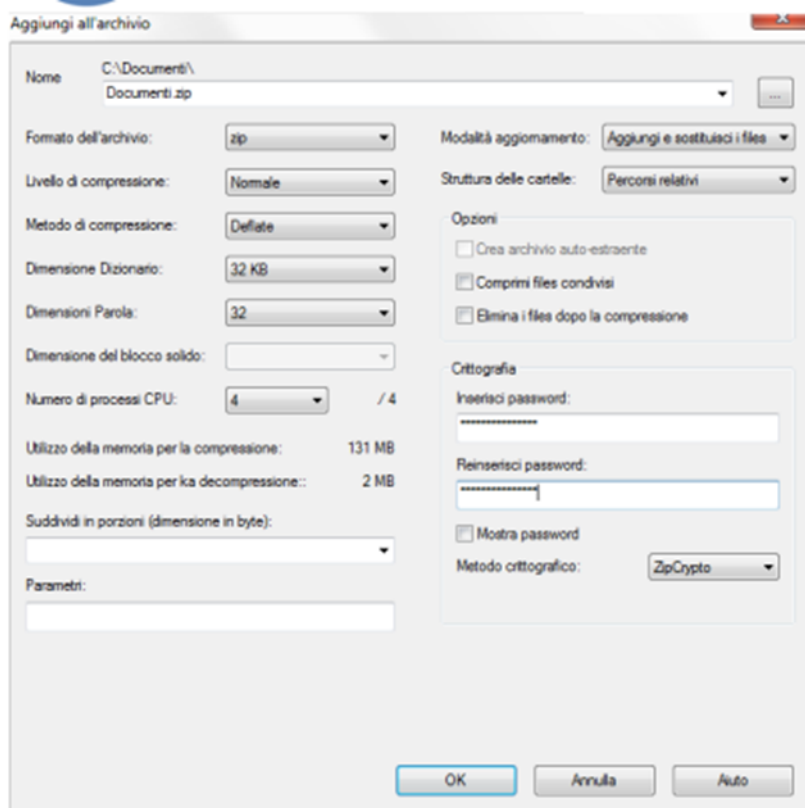 Aggiungi all'archivio
Nome
C:\Documenti\
Documenti.zip
...
Formato dell'archivio: zip
Livello di compressione: Normale
Metodo di compressione: Deflate
Dimensione Dizionario: 32 KB
Dimensioni Parola: 32
Dimensione del blocco solido:
Numero di processi CPU: 4 / 4
Utilizzo della memoria per la compressione: 131 MB
Utilizzo della memoria per ka decompressione:: 2 MB
Suddividi in porzioni (dimensione in byte):
Parametri:
Modalità aggiornamento: Aggiungi e sostituisci i files
Struttura delle cartelle: Percorsi relativi
Opzioni
Crea archivio auto-estraente
Comprimi files condivisi
Elimina i files dopo la compressione
Crittografia
Inserisci password:
***************
Reinserisci password:
***************
Mostra password
Metodo crittografico: ZipCrypto
OK
Annulla
Aiuto